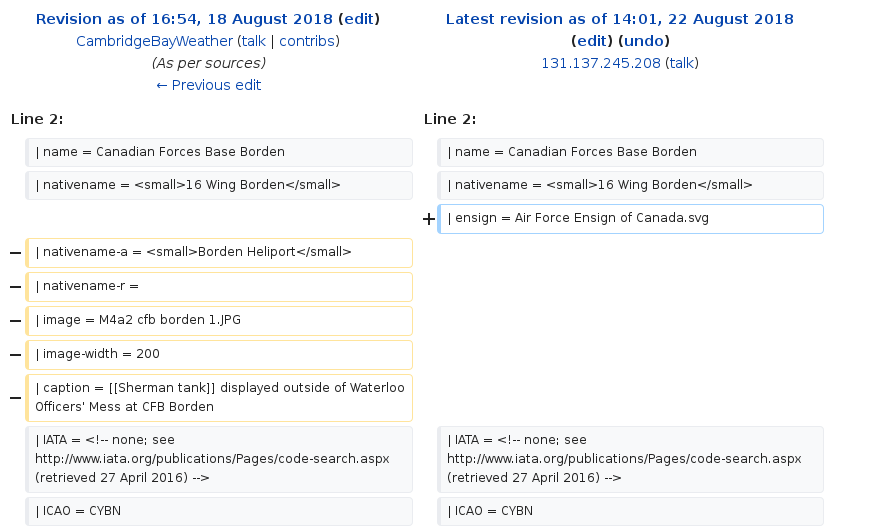 Revision as of 16:54, 18 August 2018 (edit)
CambridgeBayWeather (talk | contribs)
(As per sources)
← Previous edit
Latest revision as of 14:01, 22 August 2018
(edit) (undo)
131.137.245.208 (talk)
Line 2:
Line 2:
| name = Canadian Forces Base Borden
| name = Canadian Forces Base Borden
| nativename = <small>16 Wing Borden</small>
| nativename = <small>16 Wing Borden</small>
+ | ensign = Air Force Ensign of Canada.svg
− | nativename-a = <small>Borden Heliport</small>
− | nativename-r =
− | image = M4a2 cfb borden 1.JPG
− | image-width = 200
− | caption = [[Sherman tank]] displayed outside of Waterloo
Officers' Mess at CFB Borden
| IATA = <!-- none; see
http://www.iata.org/publications/Pages/code-search.aspx
(retrieved 27 April 2016) -->
| IATA = <!-- none; see
http://www.iata.org/publications/Pages/code-search.aspx
(retrieved 27 April 2016) -->
| ICAO = CYBN
| ICAO = CYBN